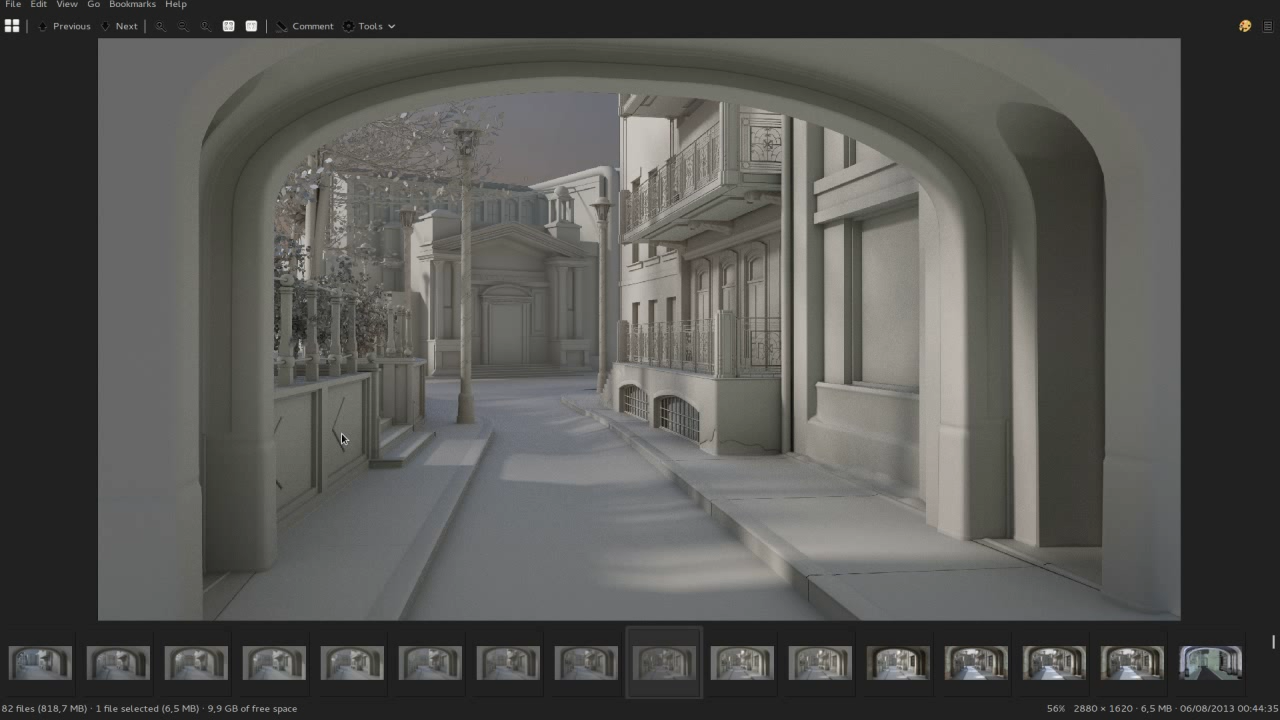 File Edit View Go Bookmarks Help
Previous Next Comment Tools
82 files (818,7 MB) · 1 file selected (6,5 MB) · 9,9 GB of free space
56% 2880 × 1620 · 6,5 MB · 06/08/2013 00:44:35